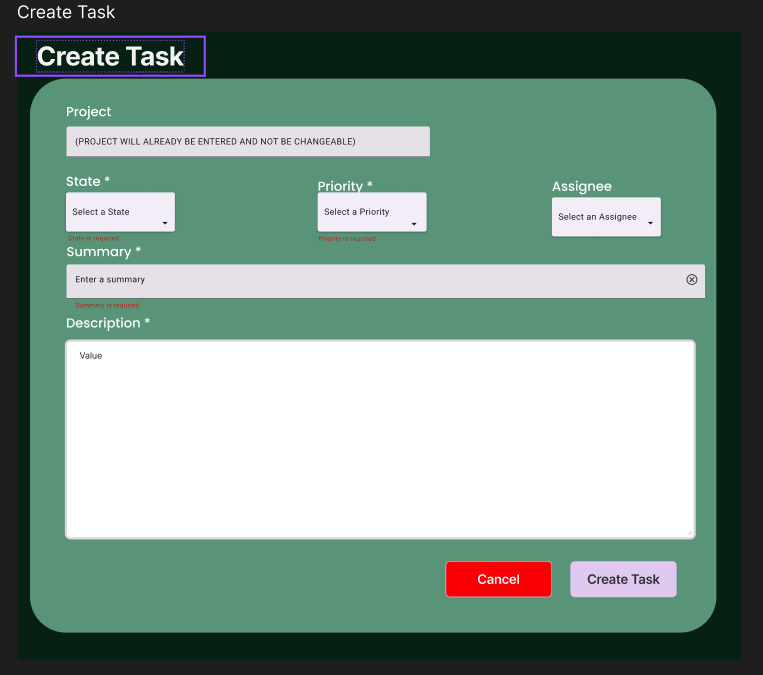 Create Task
Create Task
Project
(PROJECT WILL ALREADY BE ENTERED AND NOT BE CHANGEABLE)
State *
Priority *
Assignee
Select a State
Select a Priority
Select an Assignee
State is required
Priority is required
Summary *
Enter a summary
Summary is required
Description *
Value
Cancel
Create Task